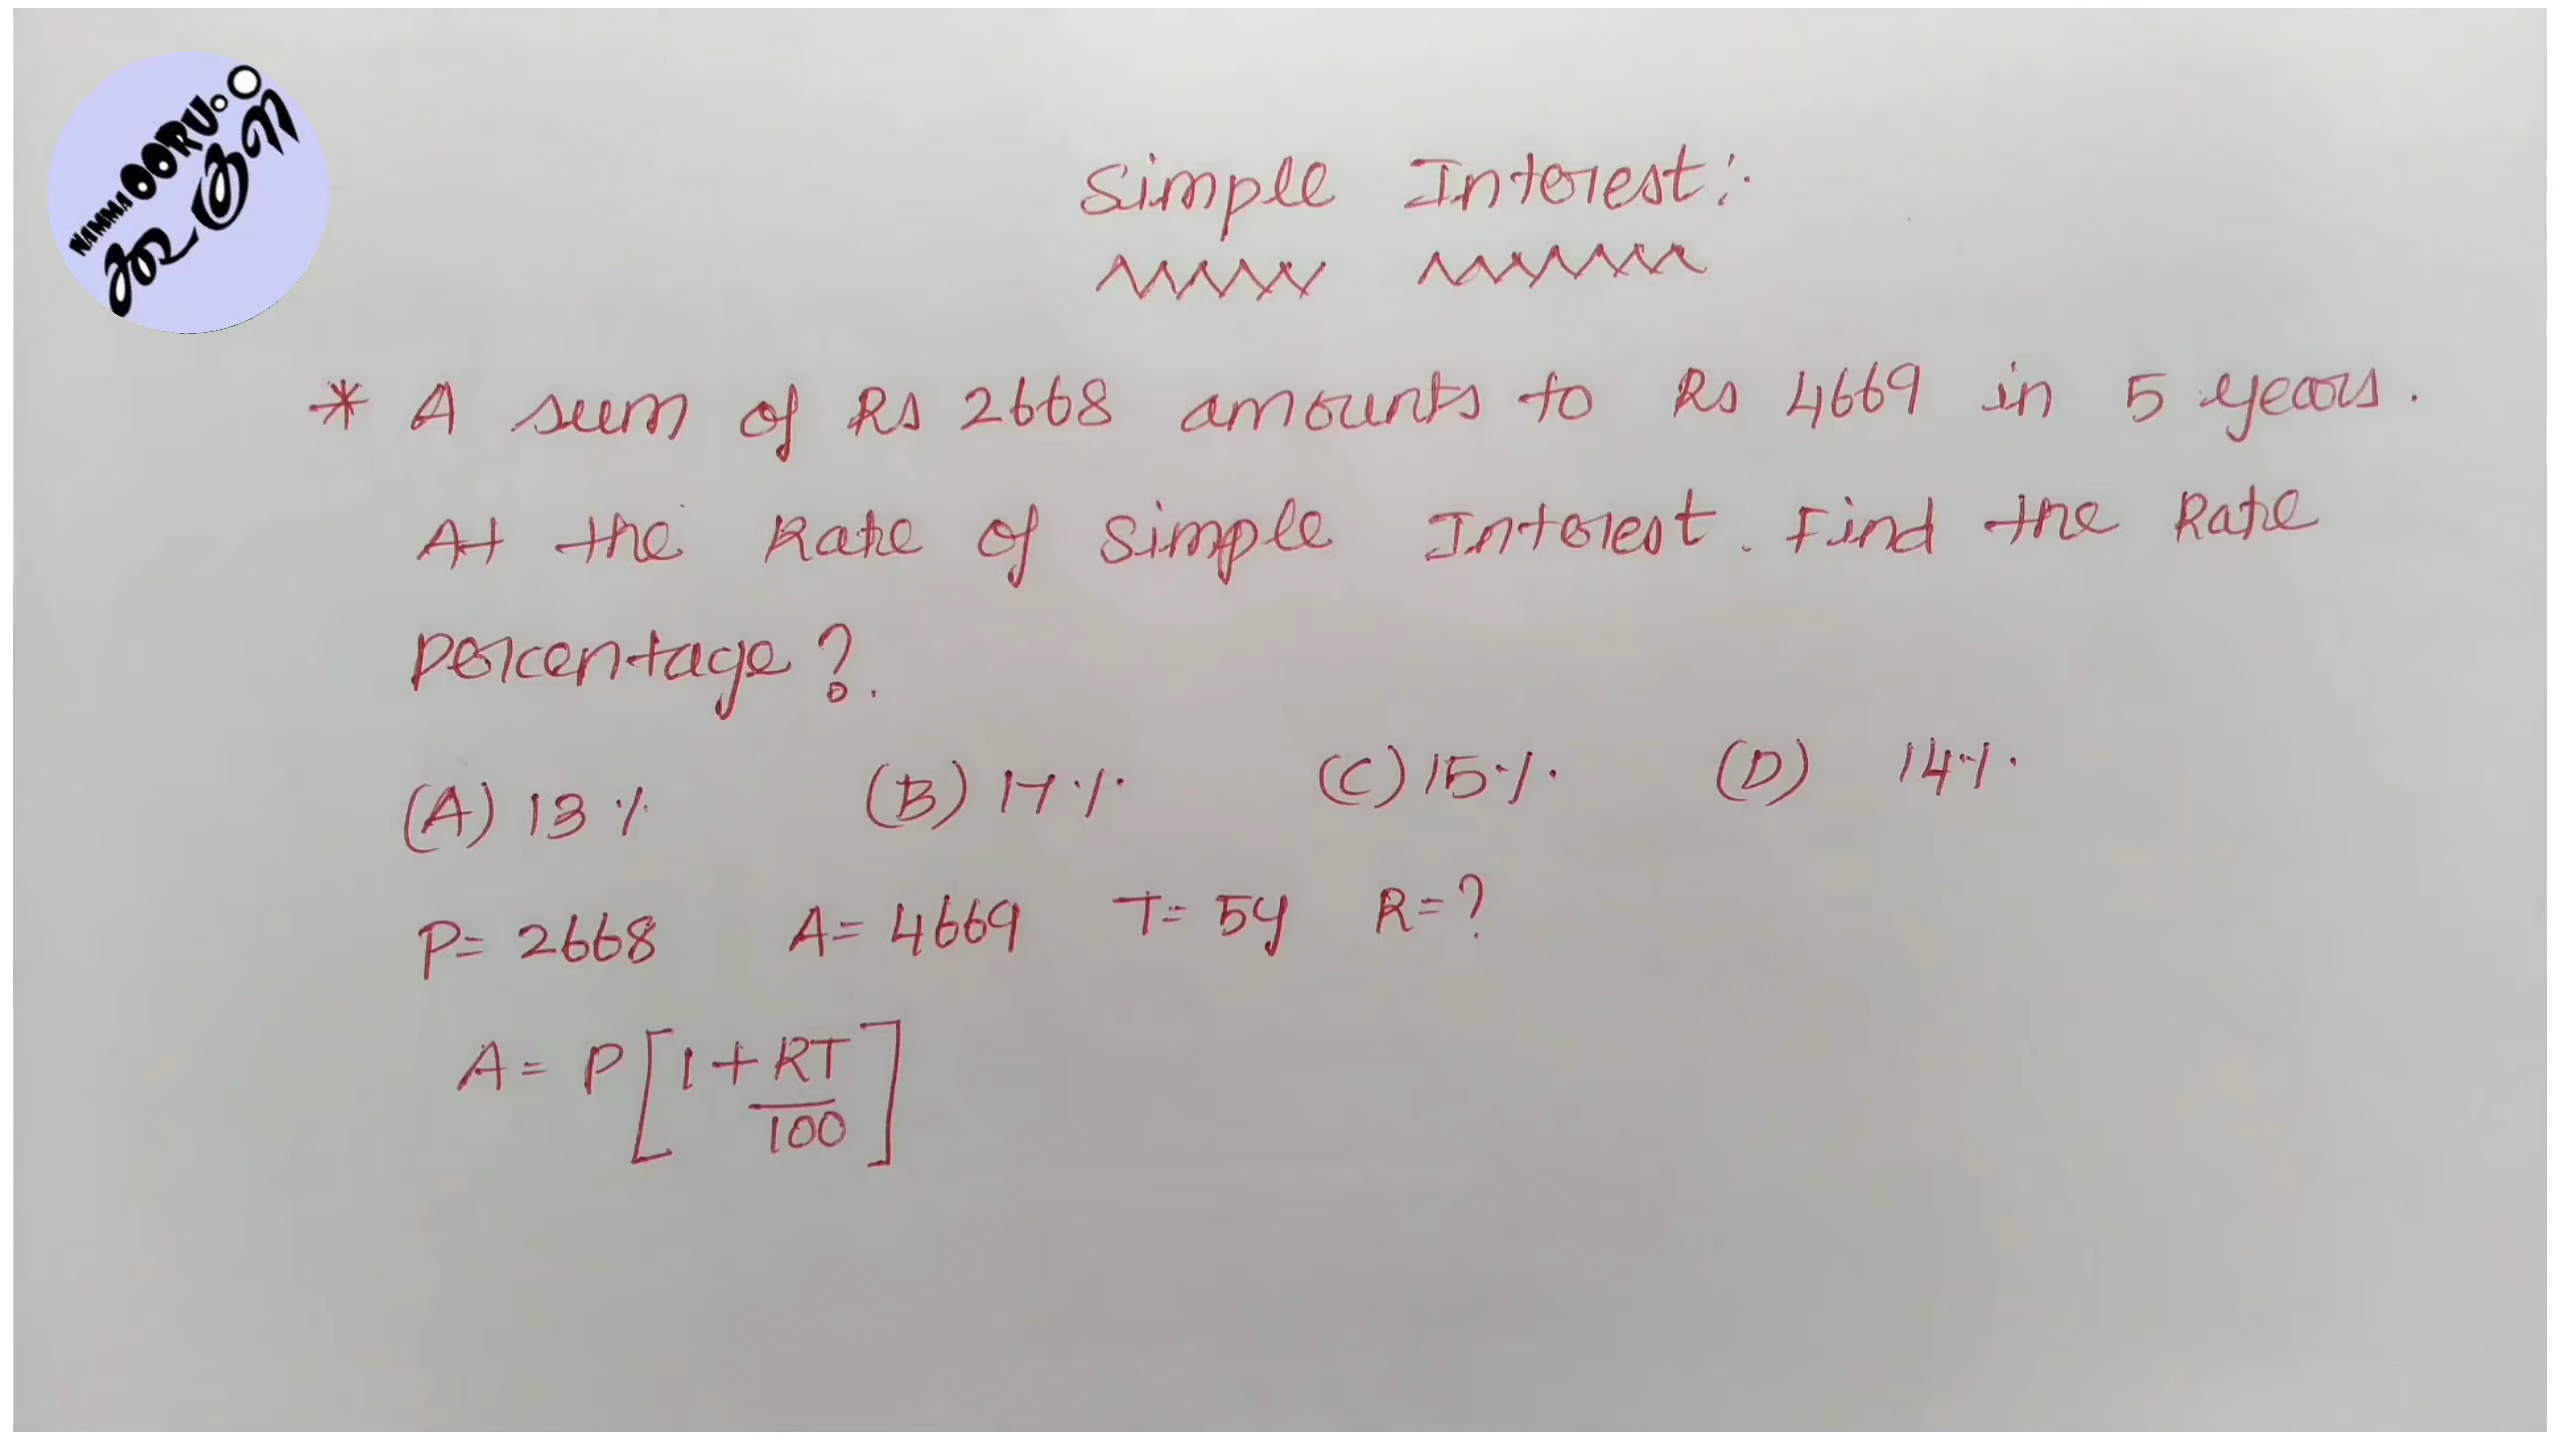 NAMMA OORU
Simple Interest:
* A sum of Rs 2668 amounts to Rs 4669 in 5 years.
At the Rate of Simple Interest. Find the Rate
Percentage?.
(A) 13 % (B) 17 % (C) 15% (D) 14%
P= 2668 A= 4669 T= 5y R=?
A= P[1+RT/100]